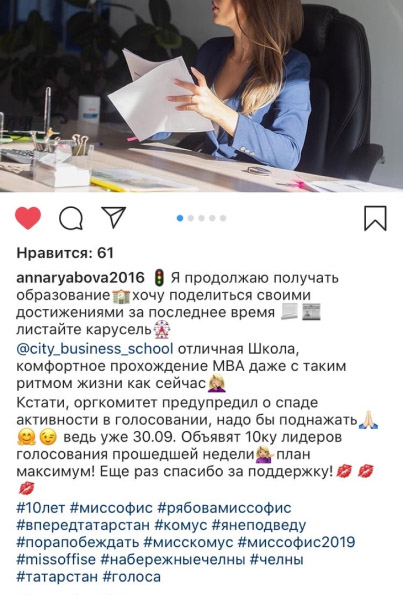 Нравится: 61
annaryabova2016 🚦 Я продолжаю получать
образование🏫хочу поделиться своими
достижениями за последнее время 📃📰
листайте карусель🎡
@city_business_school отличная Школа,
комфортное прохождение МВА даже с таким
ритмом жизни как сейчас🤷🏼‍♀️
Кстати, оргкомитет предупредил о спаде
активности в голосовании, надо бы поднажать🙏🏻
🤗😉 ведь уже 30.09. Объявят 10ку лидеров
голосования прошедшей недели💁🏼‍♀️план
максимум! Еще раз спасибо за поддержку!💋💋
💋
#10лет #миссофис #рябовамиссофис
#впередтатарстан #комус #янеподведу
#порапобеждать #мисскомус #миссофис2019
#missoffise #набережныечелны #челны
#татарстан #голоса